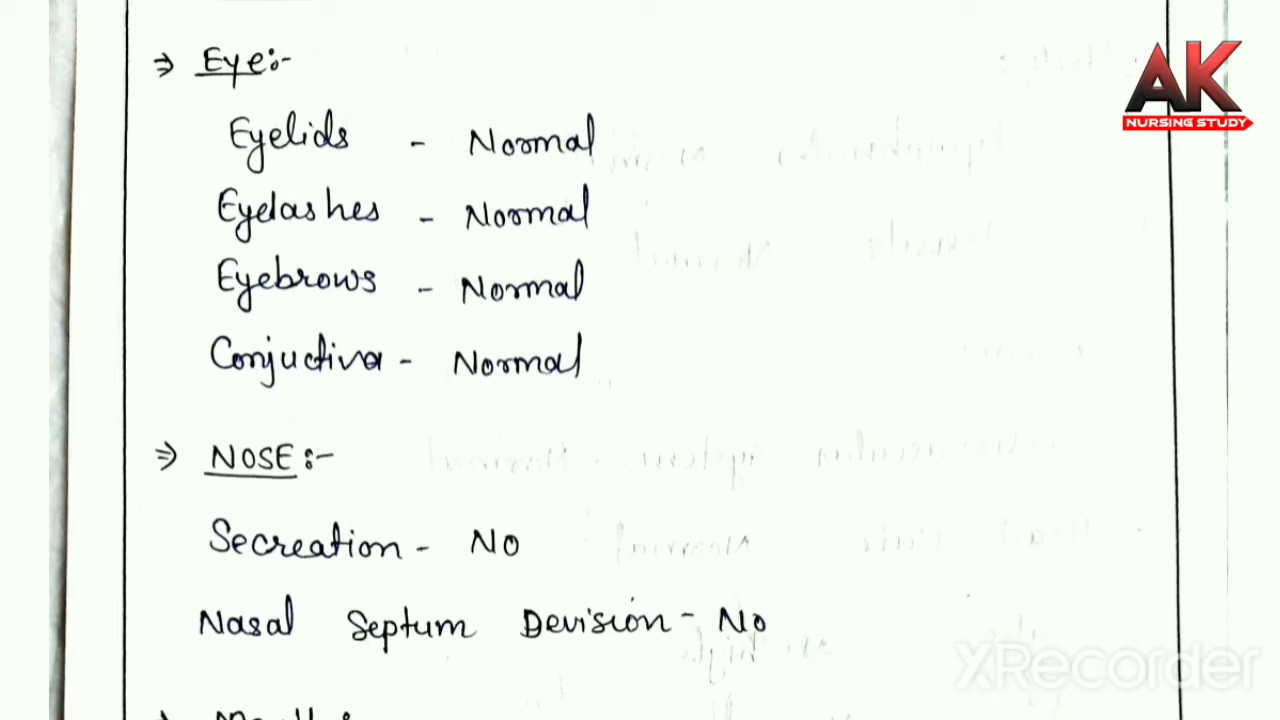 ⇒ Eye:-
AK
NURSING STUDY
Eyelids - Normal
Eyelashes - Normal
Eyebrows - Normal
Conjuctiva - Normal
⇒ NOSE:-
Secreation - No
Nasal Septum Devision - No
XRecorder